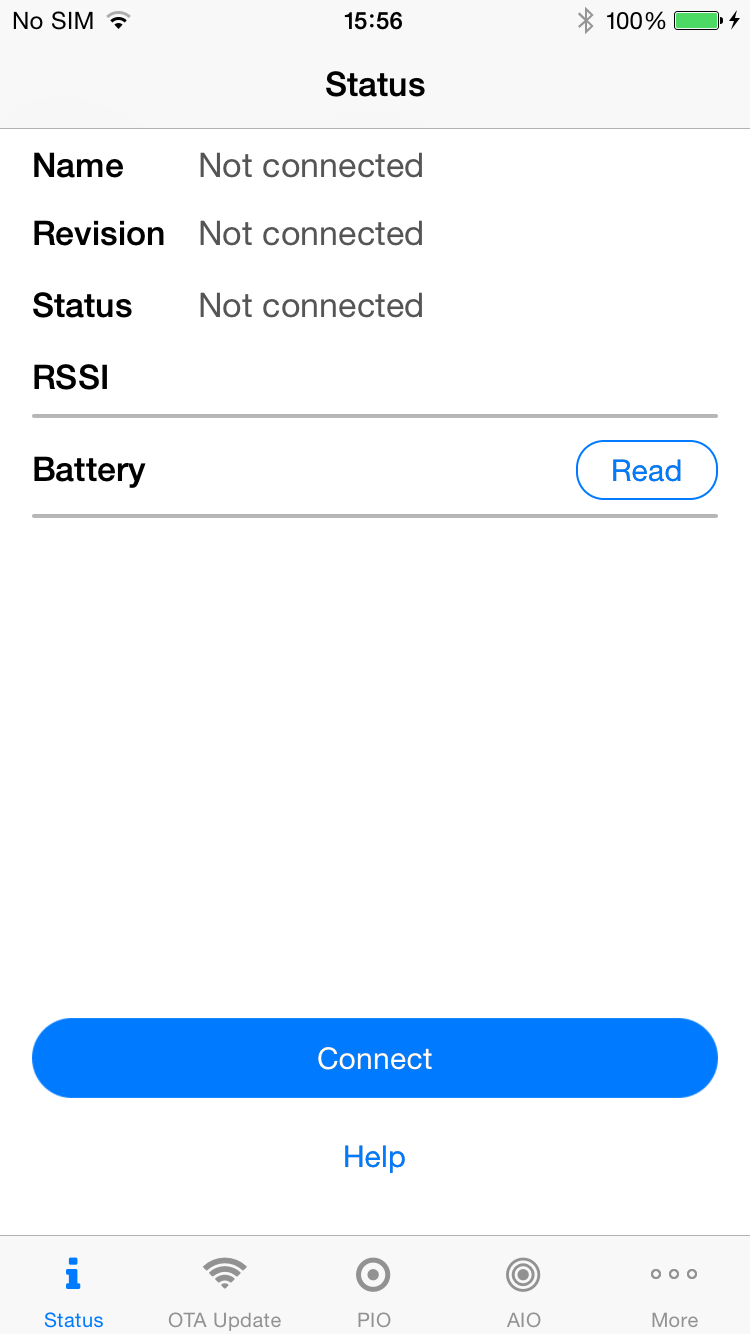 No SIM 15:56 100%
Status
Name Not connected
Revision Not connected
Status Not connected
RSSI
Battery Read
Connect
Help
Status OTA Update PIO AIO More